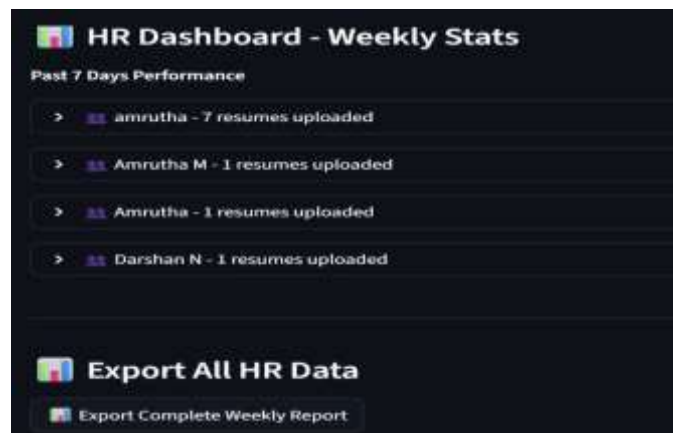 HR Dashboard - Weekly Stats
Past 7 Days Performance
> amrutha - 7 resumes uploaded
> Amrutha M - 1 resumes uploaded
> Amrutha - 1 resumes uploaded
> Darshan N - 1 resumes uploaded
Export All HR Data
Export Complete Weekly Report